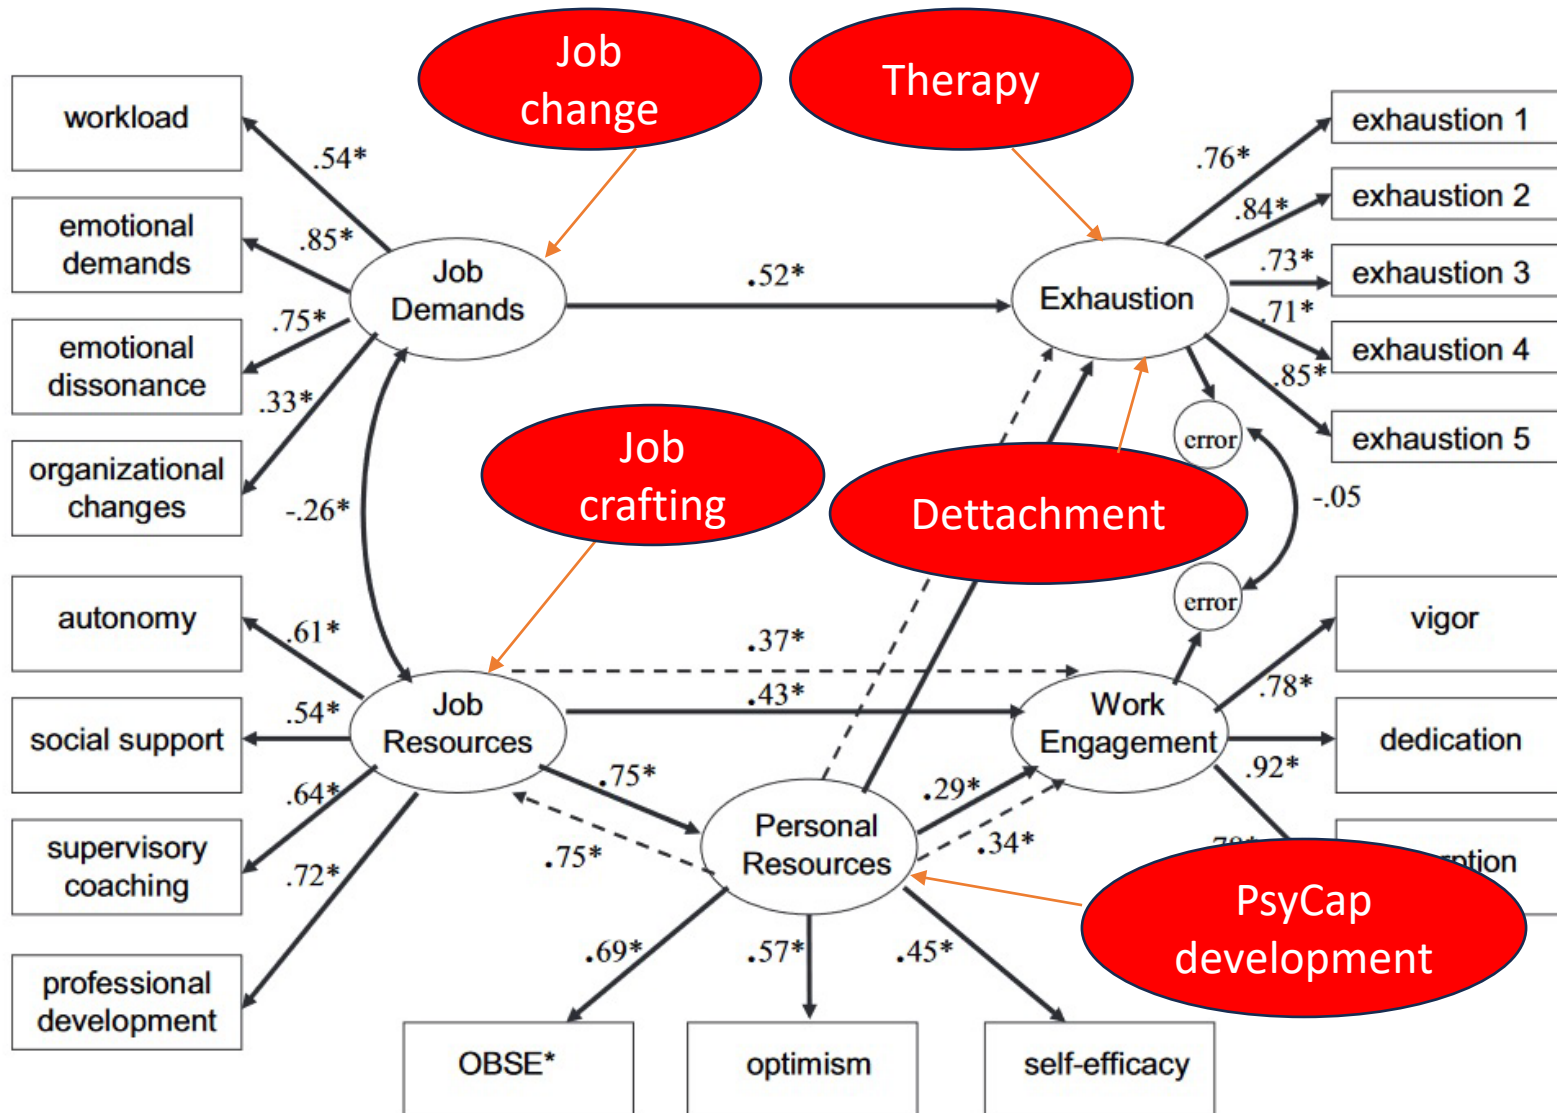 Job
change
Therapy
workload
.54*
emotional
demands
.85*
emotional
dissonance
.75*
organizational
changes
.33*
Job
Demands
.52*
Exhaustion
.76*
exhaustion 1
.84*
exhaustion 2
.73*
exhaustion 3
.71*
exhaustion 4
.85*
exhaustion 5
error
-.05
error
-.26*
Job
crafting
Dettachment
autonomy
.61*
social support
.54*
supervisory
coaching
.64*
professional
development
.72*
Job
Resources
.37*
.43*
Work
Engagement
vigor
.78*
dedication
.92*
.75*
.75*
Personal
Resources
.29*
.34*
PsyCap
development
.69*
.57*
.45*
OBSE*
optimism
self-efficacy